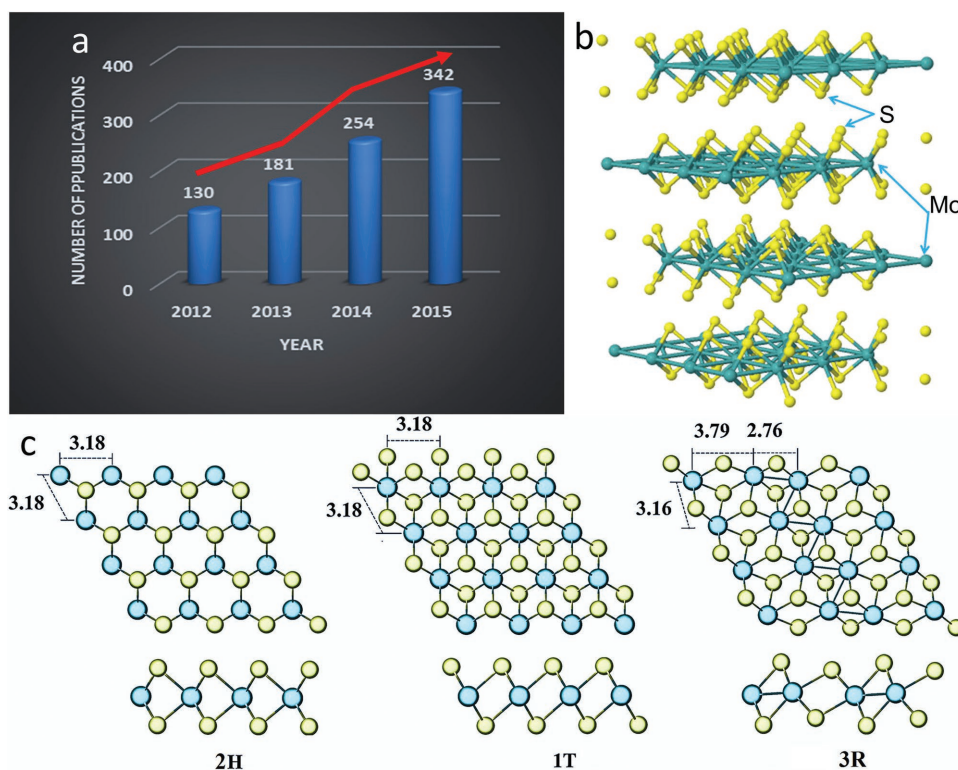 a
NUMBER OF PPUBLICATIONS
400
300
200
100
0
130
181
254
342
2012
2013
2014
2015
YEAR
b
S
Mo
c
3.18
3.18
2H
3.18
3.18
1T
3.79 2.76
3.16
3R